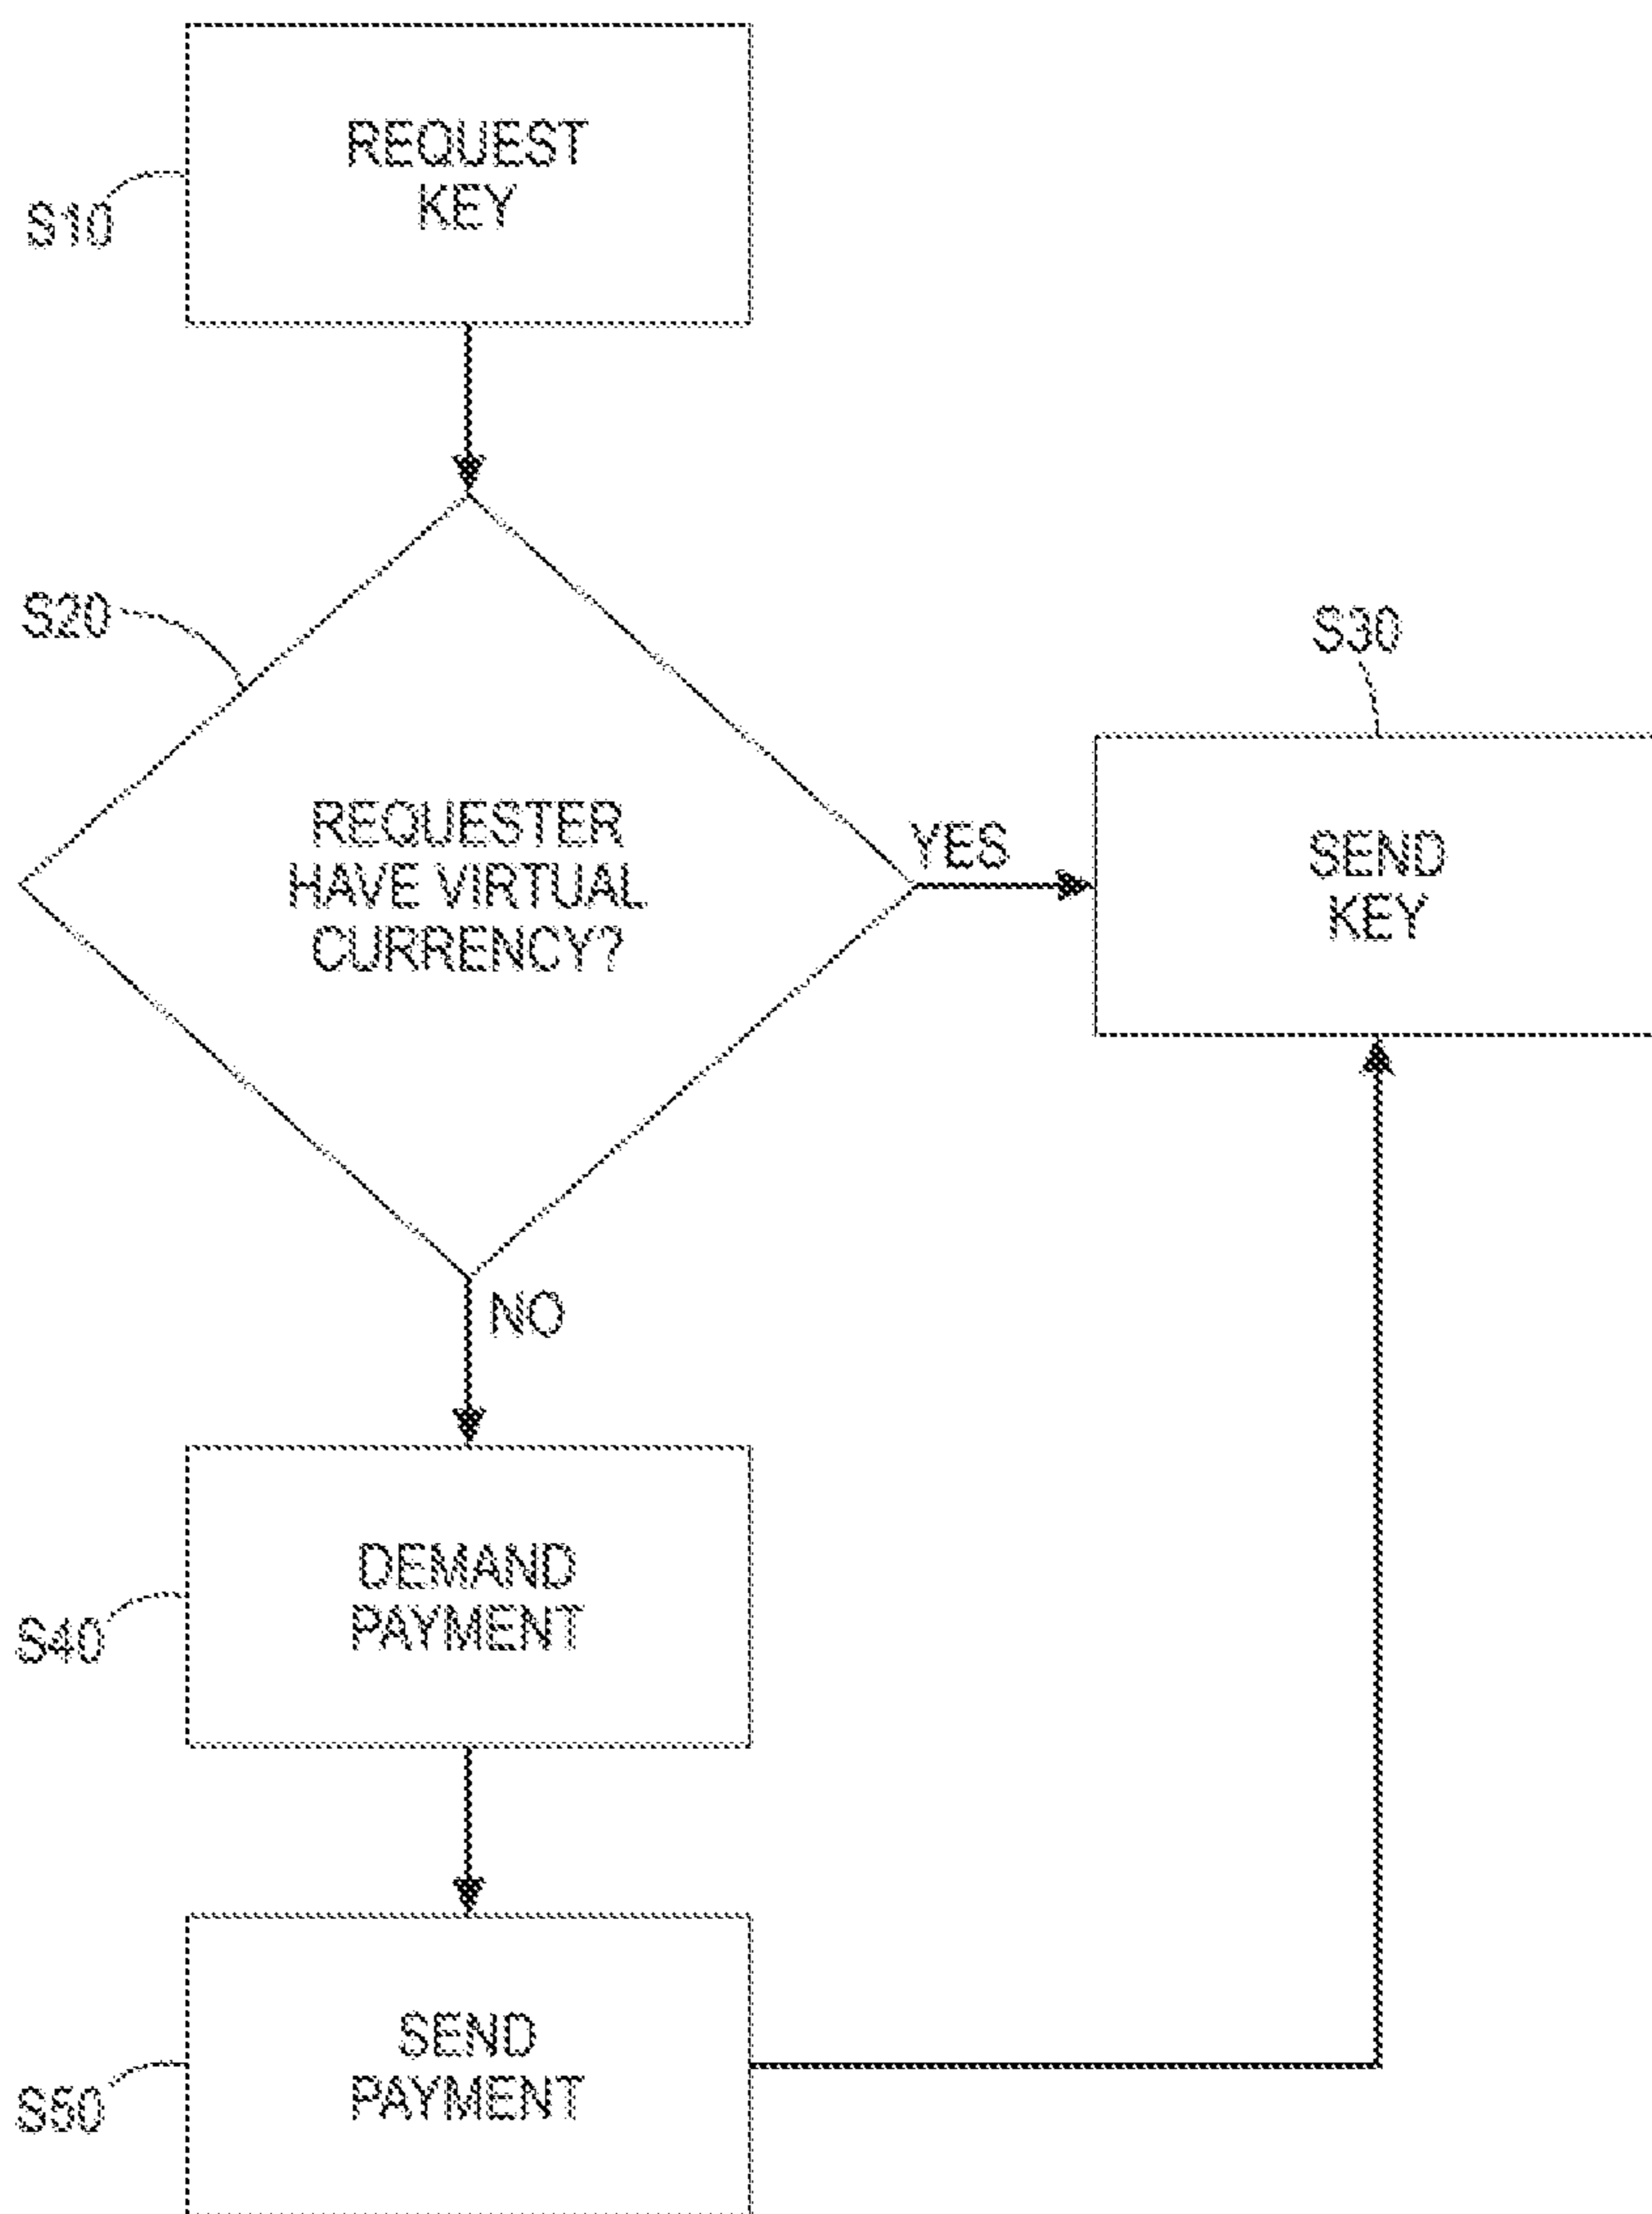 REQUEST
KEY
S10
S20
REQUESTER
HAVE VIRTUAL
CURRENCY?
YES
S30
SEND
KEY
NO
DEMAND
PAYMENT
S40
SEND
PAYMENT
S50